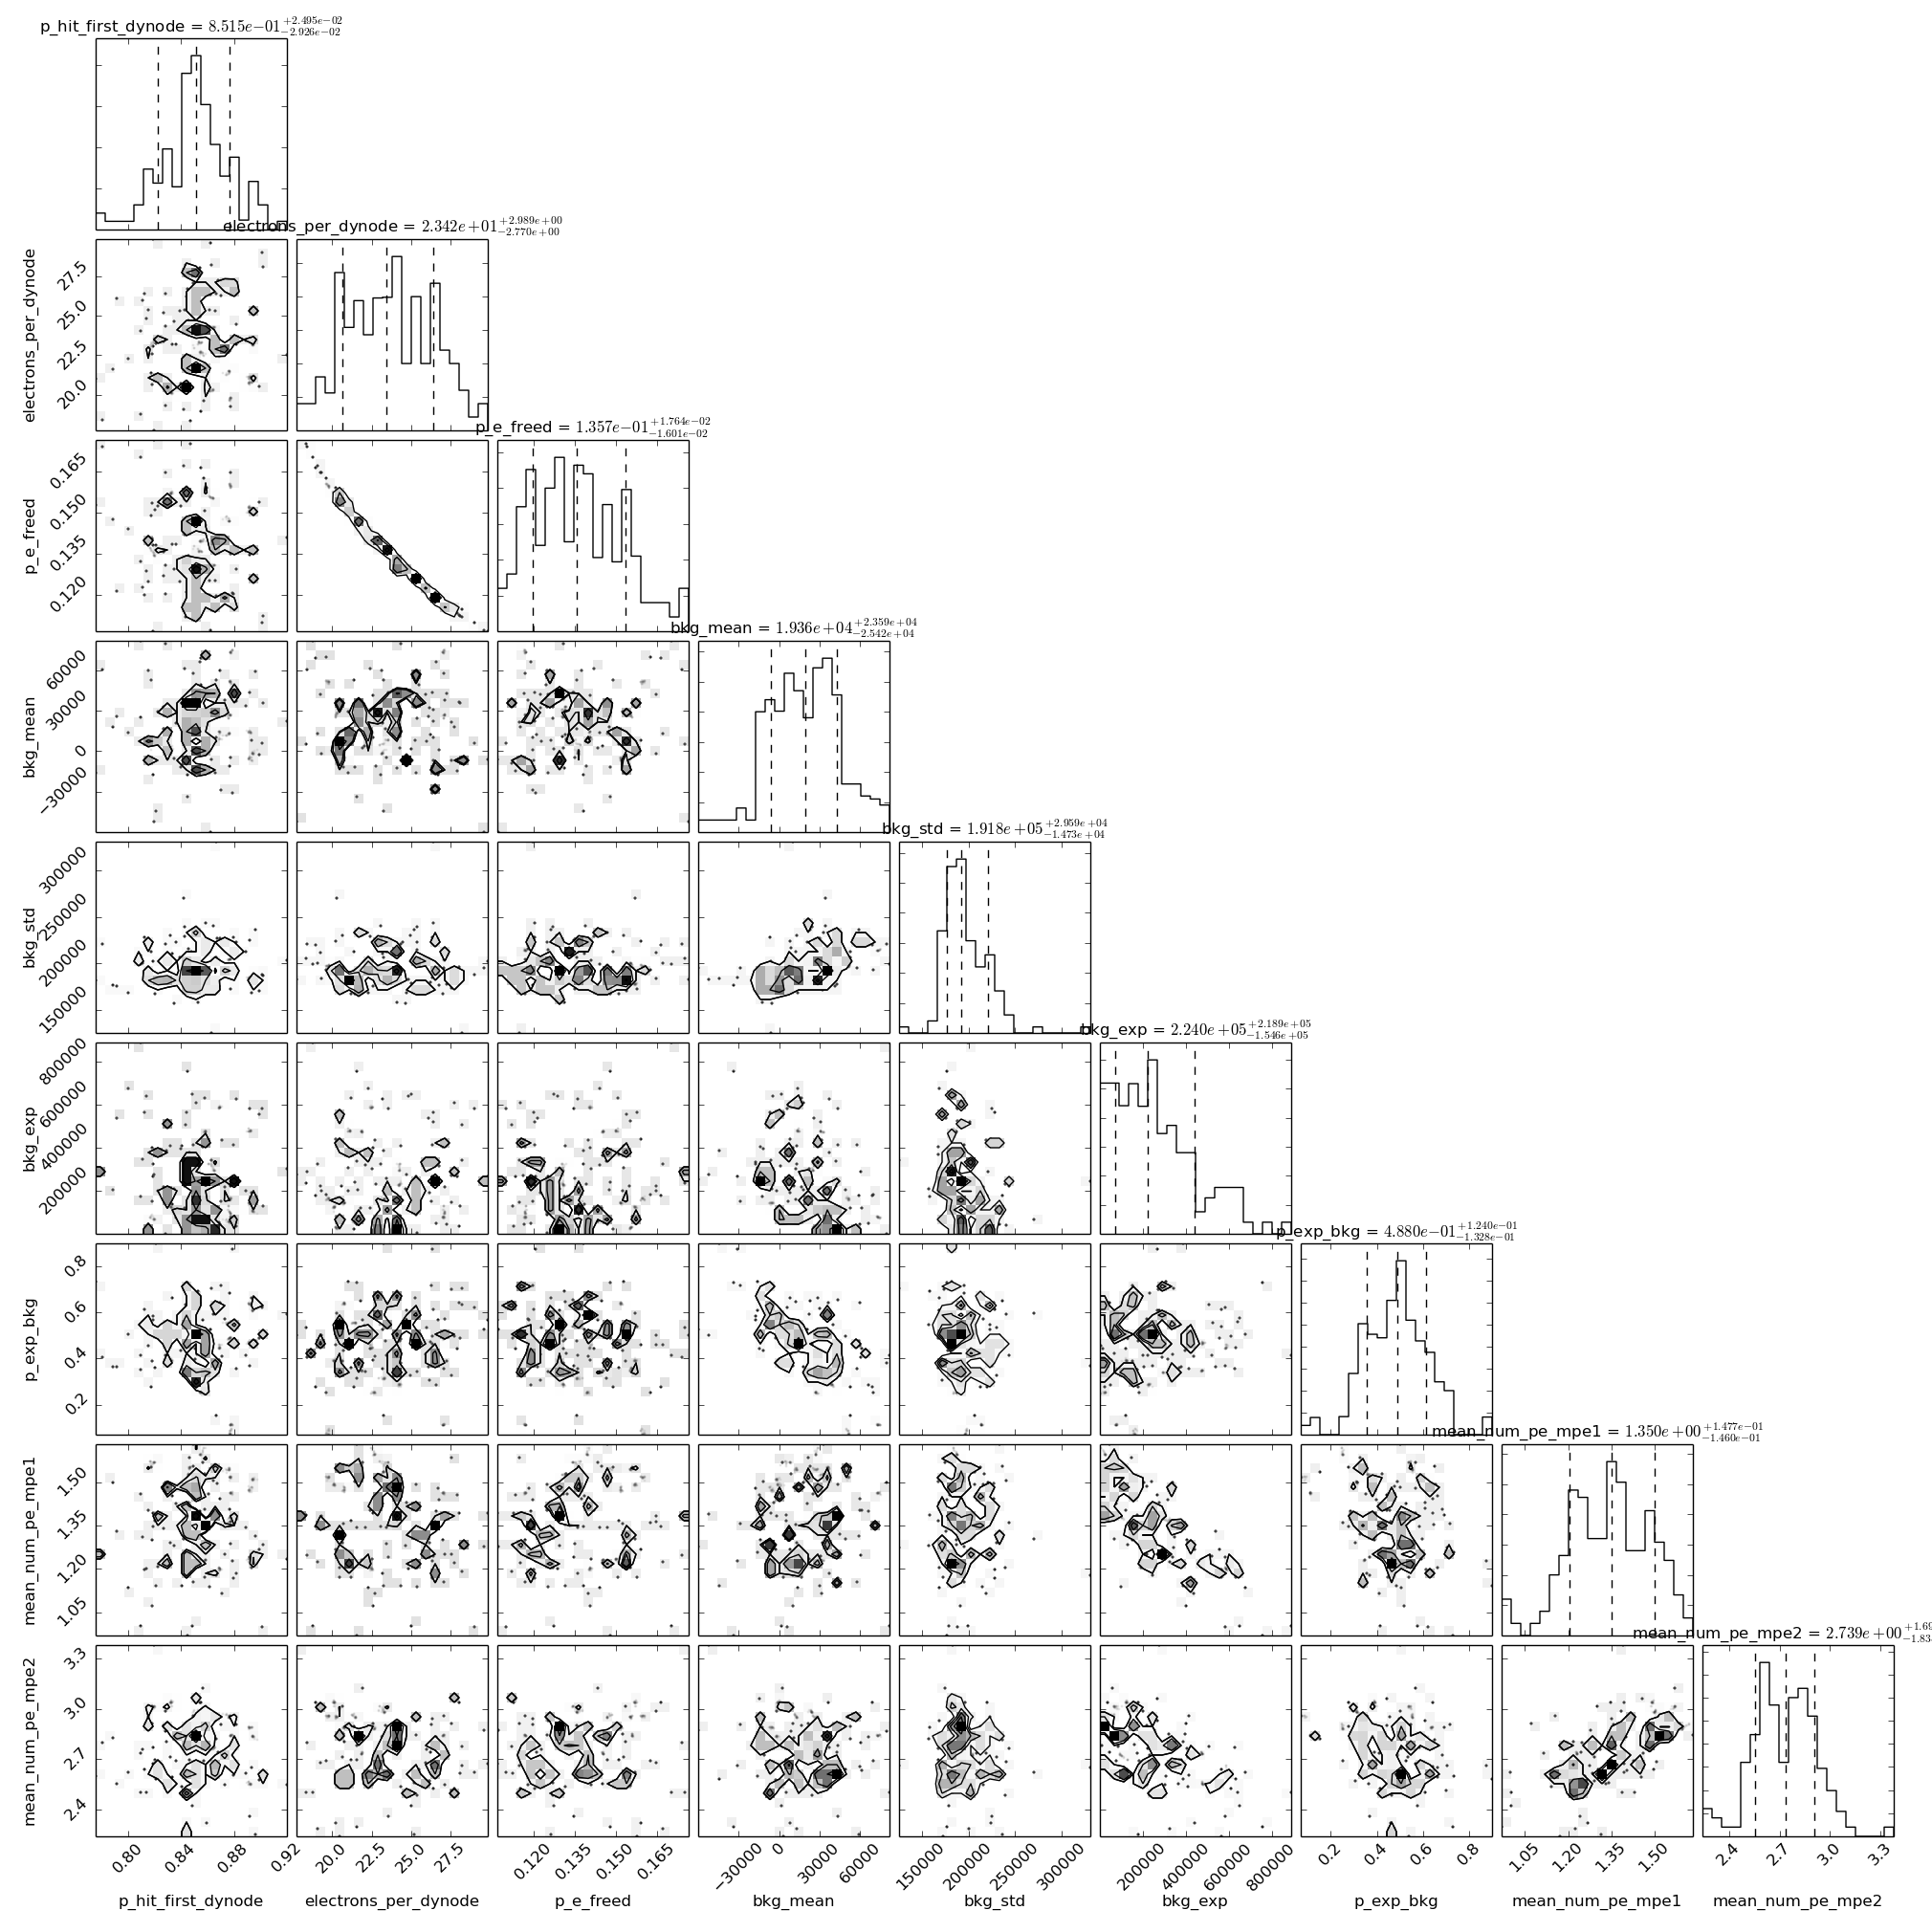 p_hit_first_dynode = 8.515e−01 +2.495e−02 −2.926e−02
electrons_per_dynode = 2.342e+01 +2.989e+00 −2.770e+00
electrons_per_dynode
27.5
25.0
22.5
20.0
p_e_freed = 1.357e−01 +1.764e−02 −1.601e−02
p_e_freed
0.165
0.150
0.135
0.120
bkg_mean = 1.936e+04 +2.359e+04 −2.542e+04
bkg_mean
60000
30000
0
−30000
bkg_std = 1.918e+05 +2.959e+04 −1.473e+04
bkg_std
300000
250000
200000
150000
bkg_exp = 2.240e+05 +2.189e+05 −1.546e+05
bkg_exp
800000
600000
400000
200000
p_exp_bkg = 4.880e−01 +1.240e−01 −1.328e−01
p_exp_bkg
0.8
0.6
0.4
0.2
mean_num_pe_mpe1 = 1.350e+00 +1.477e−01 −1.460e−01
mean_num_pe_mpe1
1.50
1.35
1.20
1.05
mean_num_pe_mpe2 = 2.739e+00 +1.69 −1.83
mean_num_pe_mpe2
3.3
3.0
2.7
2.4
0.80 0.84 0.88 0.92 20.0 22.5 25.0 27.5 0.120 0.135 0.150 0.165 −30000 0 30000 60000 150000 200000 250000 300000 200000 400000 600000 800000 0.2 0.4 0.6 0.8 1.05 1.20 1.35 1.50 2.4 2.7 3.0 3.3
p_hit_first_dynode electrons_per_dynode p_e_freed bkg_mean bkg_std bkg_exp p_exp_bkg mean_num_pe_mpe1 mean_num_pe_mpe2